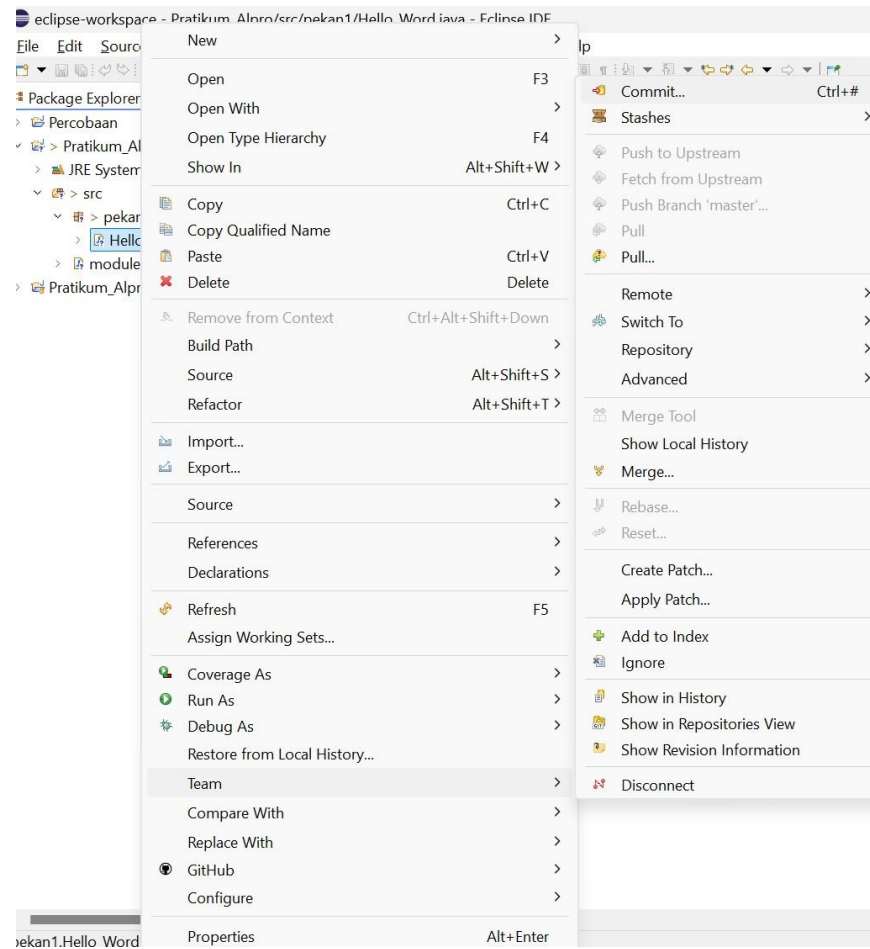 eclipse-workspace - Pratikum_Alpro/src/pekan1/Hello_Word.java - Eclipse IDE
File Edit Sourc
lp
Package Explorer
Percobaan
> Pratikum_Al
JRE System
> src
> pekar
Hello
module
Pratikum_Alpr
New
Open F3
Open With
Open Type Hierarchy F4
Show In Alt+Shift+W >
Copy Ctrl+C
Copy Qualified Name
Paste Ctrl+V
Delete Delete
Remove from Context Ctrl+Alt+Shift+Down
Build Path
Source Alt+Shift+S >
Refactor Alt+Shift+T >
Import...
Export...
Source
References
Declarations
Refresh F5
Assign Working Sets...
Coverage As
Run As
Debug As
Restore from Local History...
Team
Compare With
Replace With
GitHub
Configure
Properties Alt+Enter
Commit... Ctrl+#
Stashes
Push to Upstream
Fetch from Upstream
Push Branch 'master'...
Pull
Pull...
Remote
Switch To
Repository
Advanced
Merge Tool
Show Local History
Merge...
Rebase...
Reset...
Create Patch...
Apply Patch...
Add to Index
Ignore
Show in History
Show in Repositories View
Show Revision Information
Disconnect
pekan1.Hello_Word